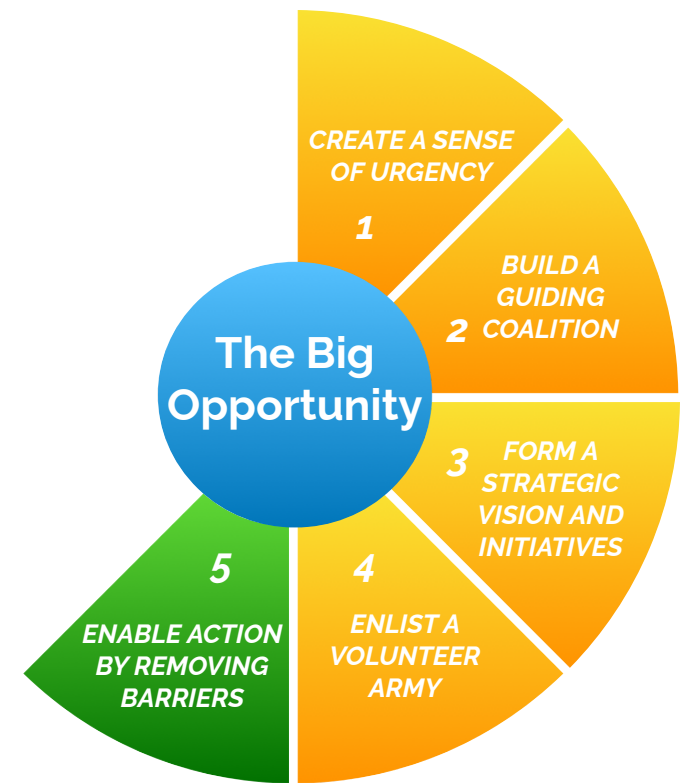 CREATE A SENSE
OF URGENCY
1
BUILD A
GUIDING
2 COALITION
3 FORM A
STRATEGIC
VISION AND
INITIATIVES
4
ENLIST A
VOLUNTEER
ARMY
5
ENABLE ACTION
BY REMOVING
BARRIERS
The Big
Opportunity